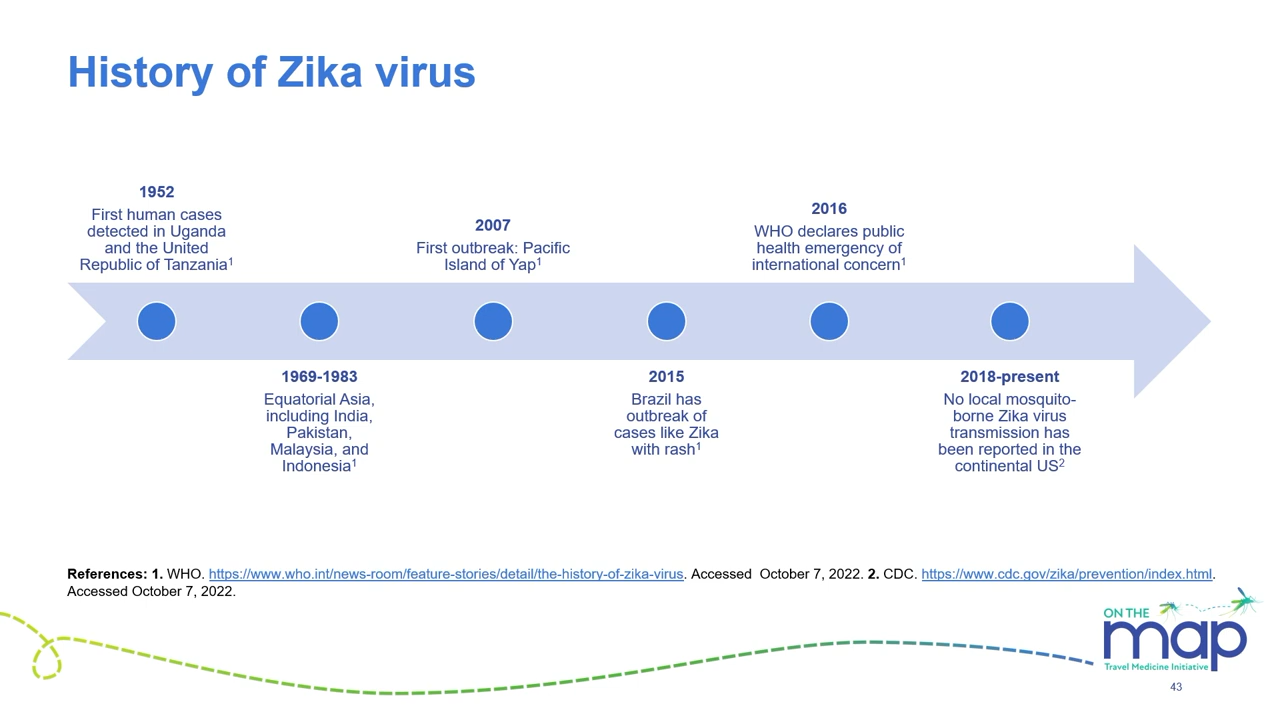 History of Zika virus
1952
First human cases
detected in Uganda
and the United
Republic of Tanzania1
1969-1983
Equatorial Asia,
including India,
Pakistan,
Malaysia, and
Indonesia1
2007
First outbreak: Pacific
Island of Yap1
2015
Brazil has
outbreak of
cases like Zika
with rash1
2016
WHO declares public
health emergency of
international concern1
2018-present
No local mosquito-
borne Zika virus
transmission has
been reported in the
continental US2
References: 1. WHO. https://www.who.int/news-room/feature-stories/detail/the-history-of-zika-virus. Accessed  October 7, 2022. 2. CDC. https://www.cdc.gov/zika/prevention/index.html.
Accessed October 7, 2022.
ON THE
map
Travel Medicine Initiative
43